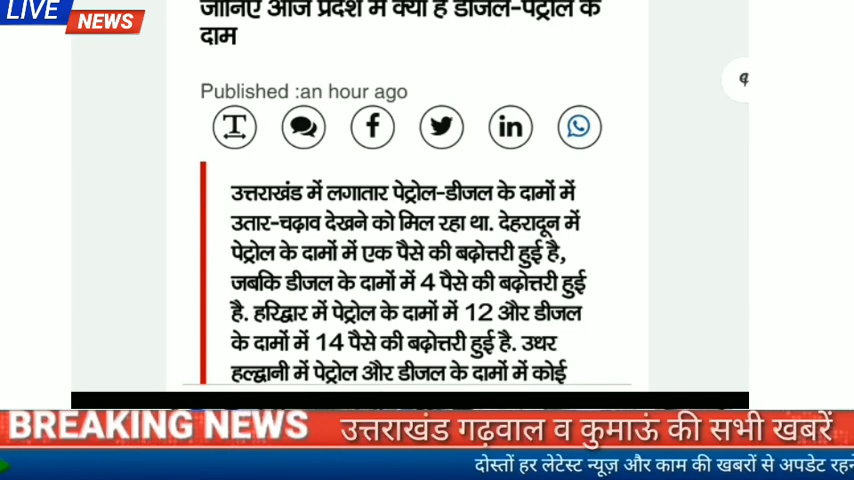 LIVE
NEWS
जानिए आज प्रदेश में क्या है डीजल-पेट्रोल के
दाम
Published :an hour ago
उत्तराखंड में लगातार पेट्रोल-डीजल के दामों में
उतार-चढ़ाव देखने को मिल रहा था. देहरादून में
पेट्रोल के दामों में एक पैसे की बढ़ोत्तरी हुई है,
जबकि डीजल के दामों में 4 पैसे की बढ़ोत्तरी हुई
है. हरिद्वार में पेट्रोल के दामों में 12 और डीजल
के दामों में 14 पैसे की बढ़ोत्तरी हुई है. उधर
हल्द्वानी में पेट्रोल और डीजल के दामों में कोई
BREAKING NEWS
उत्तराखंड गढ़वाल व कुमाऊं की सभी खबरें
दोस्तों हर लेटेस्ट न्यूज़ और काम की खबरों से अपडेट रहने